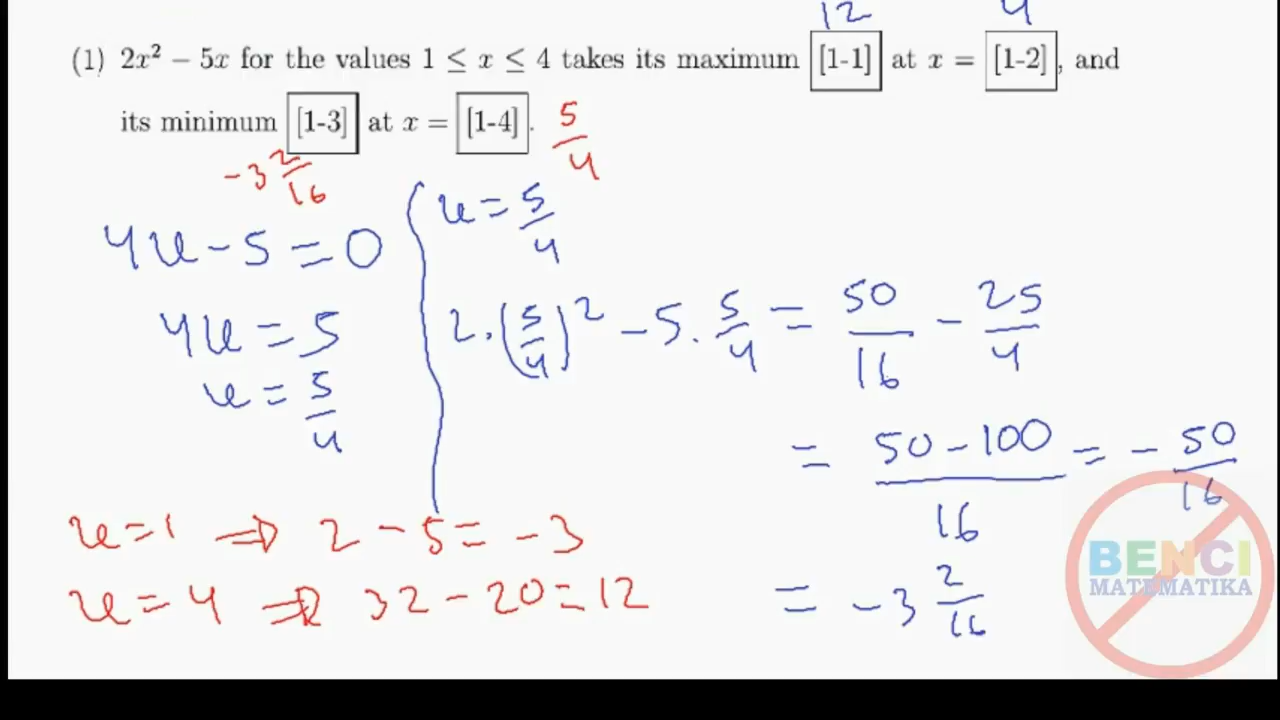 12 4
(1) 2x² − 5x for the values 1 ≤ x ≤ 4 takes its maximum [1-1] at x = [1-2], and
its minimum [1-3] at x = [1-4]. 5/4
-3 2/16
4x - 5 = 0
4x = 5
x = 5/4
x = 5/4
2·(5/4)² - 5·5/4 = 50/16 - 25/4
= (50 - 100)/16 = - 50/16
= -3 2/16
x = 1 ⇒ 2 - 5 = -3
x = 4 ⇒ 32 - 20 = 12
BENCI
MATEMATIKA